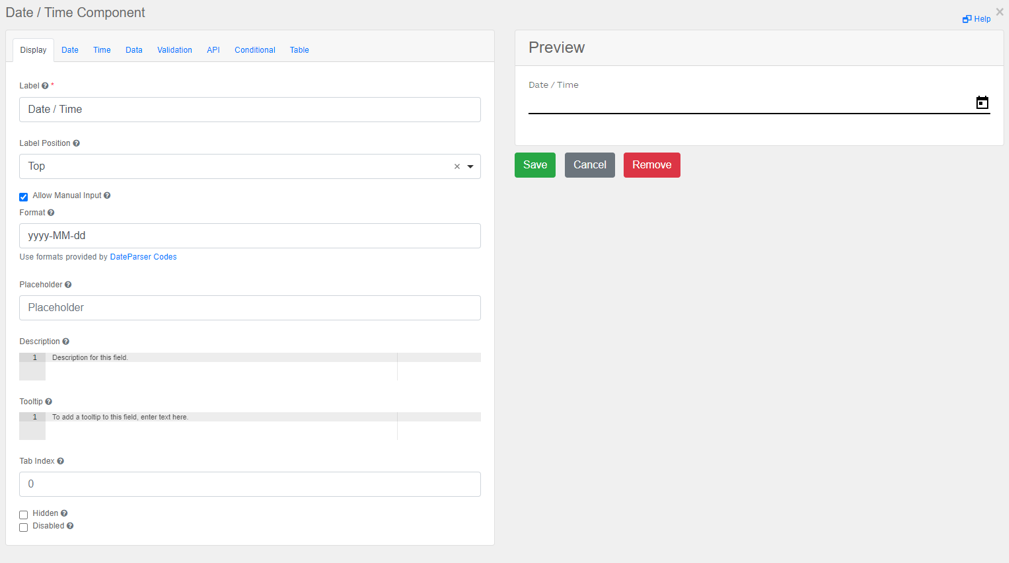 Date / Time Component
Help
Display Date Time Data Validation API Conditional Table
Label *
Date / Time
Label Position
Top
Allow Manual Input
Format
yyyy-MM-dd
Use formats provided by DateParser Codes
Placeholder
Placeholder
Description
1 Description for this field.
Tooltip
1 To add a tooltip to this field, enter text here.
Tab Index
0
Hidden
Disabled
Preview
Date / Time
Save Cancel Remove